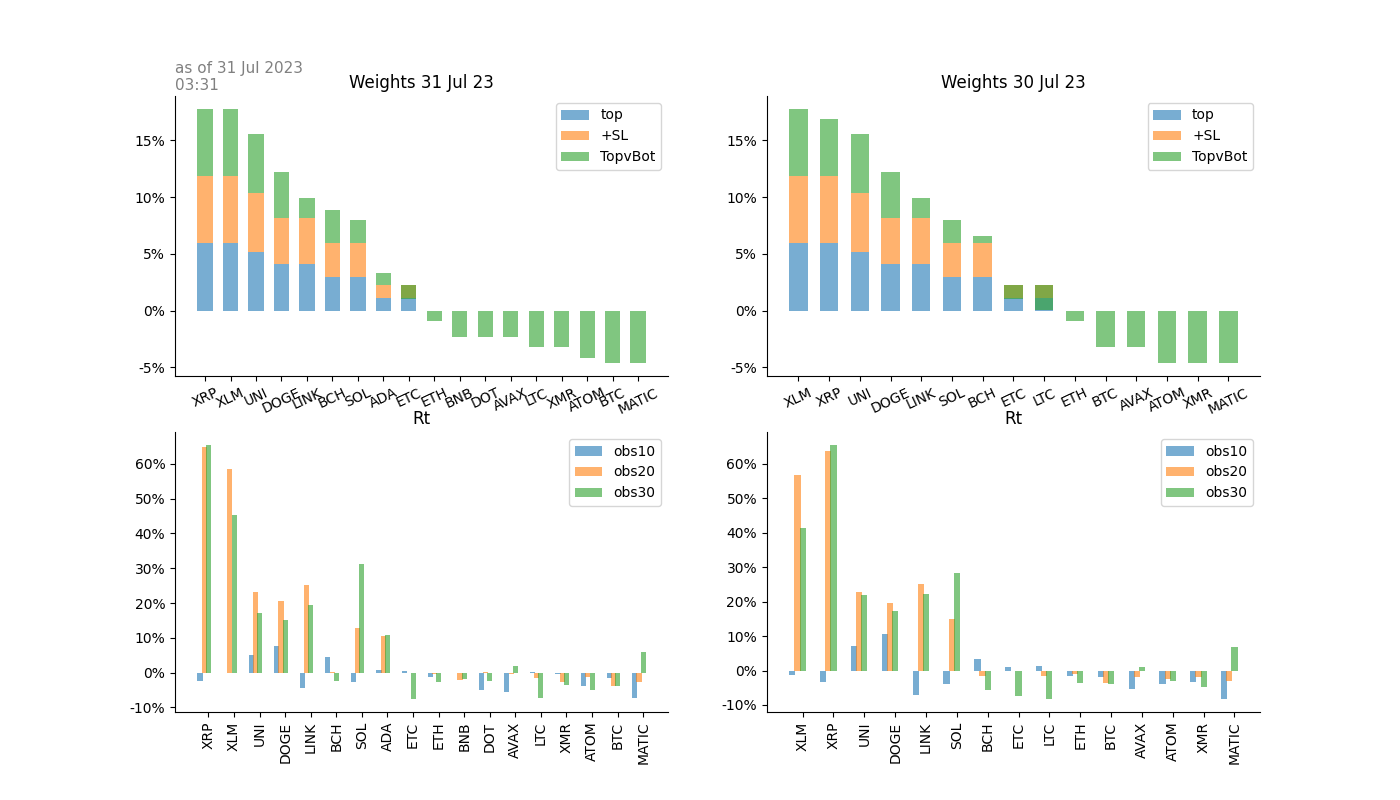 as of 31 Jul 2023
03:31
Weights 31 Jul 23
15%
10%
5%
0%
-5%
top
+SL
TopvBot
XRP XLM UNI DOGE LINK BCH SOL ADA ETC ETH BNB DOT AVAX LTC XMR ATOM BTC MATIC
Weights 30 Jul 23
15%
10%
5%
0%
-5%
top
+SL
TopvBot
XLM XRP UNI DOGE LINK SOL BCH ETC LTC ETH BTC AVAX ATOM XMR MATIC
Rt
60%
50%
40%
30%
20%
10%
0%
-10%
obs10
obs20
obs30
XRP XLM UNI DOGE LINK BCH SOL ADA ETC ETH BNB DOT AVAX LTC XMR ATOM BTC MATIC
Rt
60%
50%
40%
30%
20%
10%
0%
-10%
obs10
obs20
obs30
XLM XRP UNI DOGE LINK SOL BCH ETC LTC ETH BTC AVAX ATOM XMR MATIC